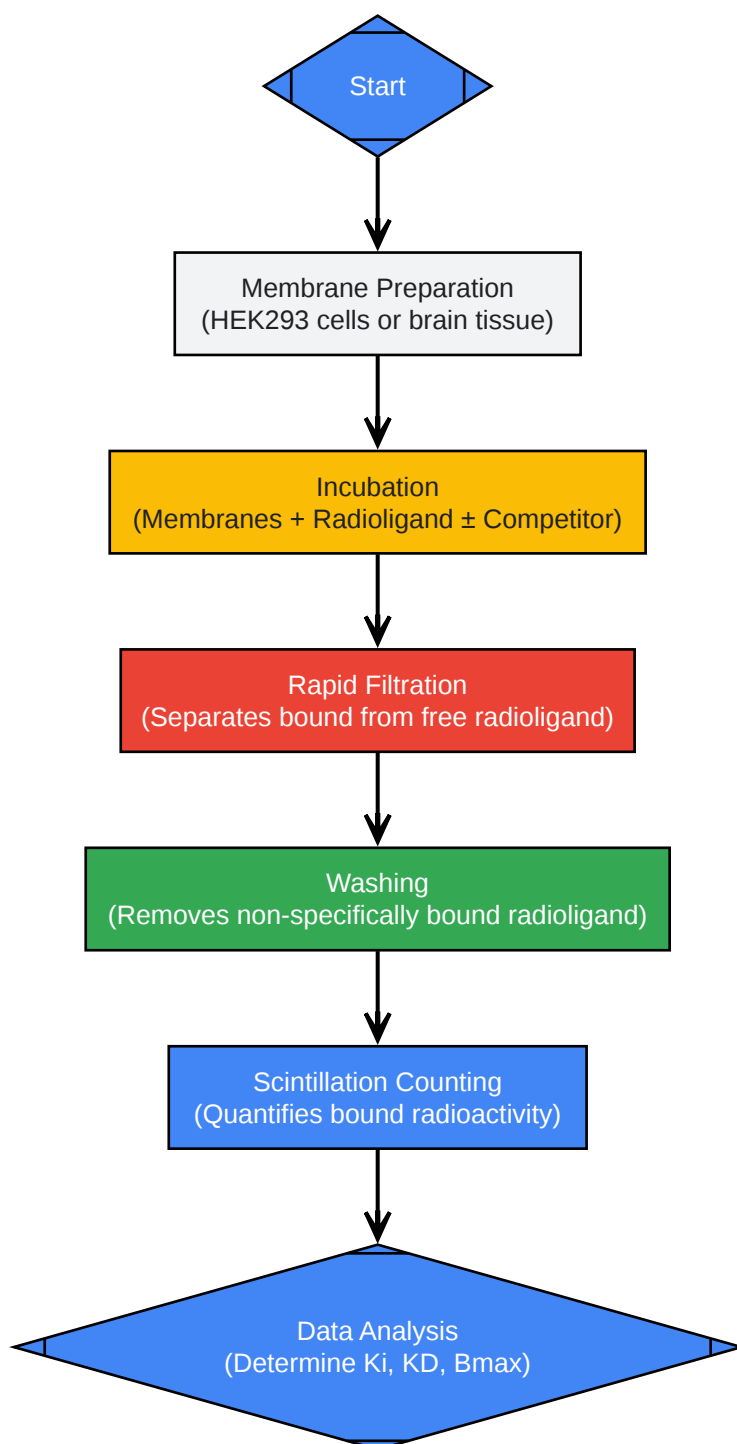 Start
Membrane Preparation
(HEK293 cells or brain tissue)
Incubation
(Membranes + Radioligand ± Competitor)
Rapid Filtration
(Separates bound from free radioligand)
Washing
(Removes non-specifically bound radioligand)
Scintillation Counting
(Quantifies bound radioactivity)
Data Analysis
(Determine Ki, KD, Bmax)